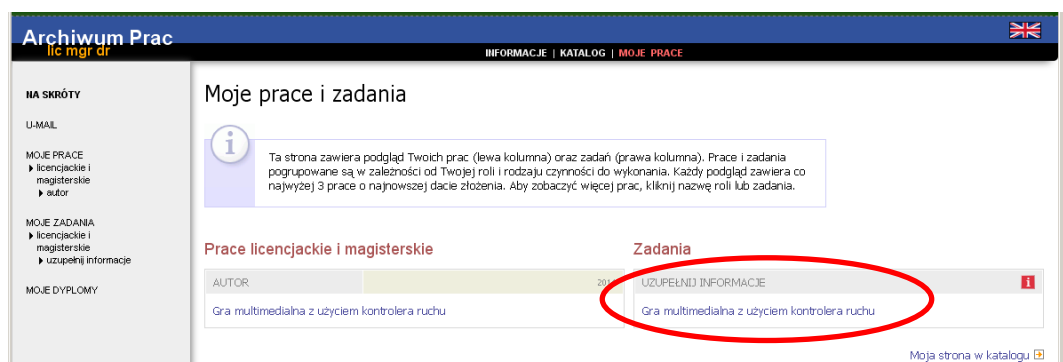 Archiwum Prac
lic mgr dr
INFORMACJE | KATALOG | MOJE PRACE
NA SKRÓTY
U-MAIL
MOJE PRACE
licencjackie i
magisterskie
autor
MOJE ZADANIA
licencjackie i
magisterskie
uzupełnij informacje
MOJE DYPLOMY
Moje prace i zadania
i
Ta strona zawiera podgląd Twoich prac (lewa kolumna) oraz zadań (prawa kolumna). Prace i zadania
pogrupowane są w zależności od Twojej roli i rodzaju czynności do wykonania. Każdy podgląd zawiera co
najwyżej 3 prace o najnowszej dacie złożenia. Aby zobaczyć więcej prac, kliknij nazwę roli lub zadania.
Prace licencjackie i magisterskie
AUTOR
Gra multimedialna z użyciem kontrolera ruchu
Zadania
UZUPEŁNIJ INFORMACJE i
Gra multimedialna z użyciem kontrolera ruchu
Moja strona w katalogu